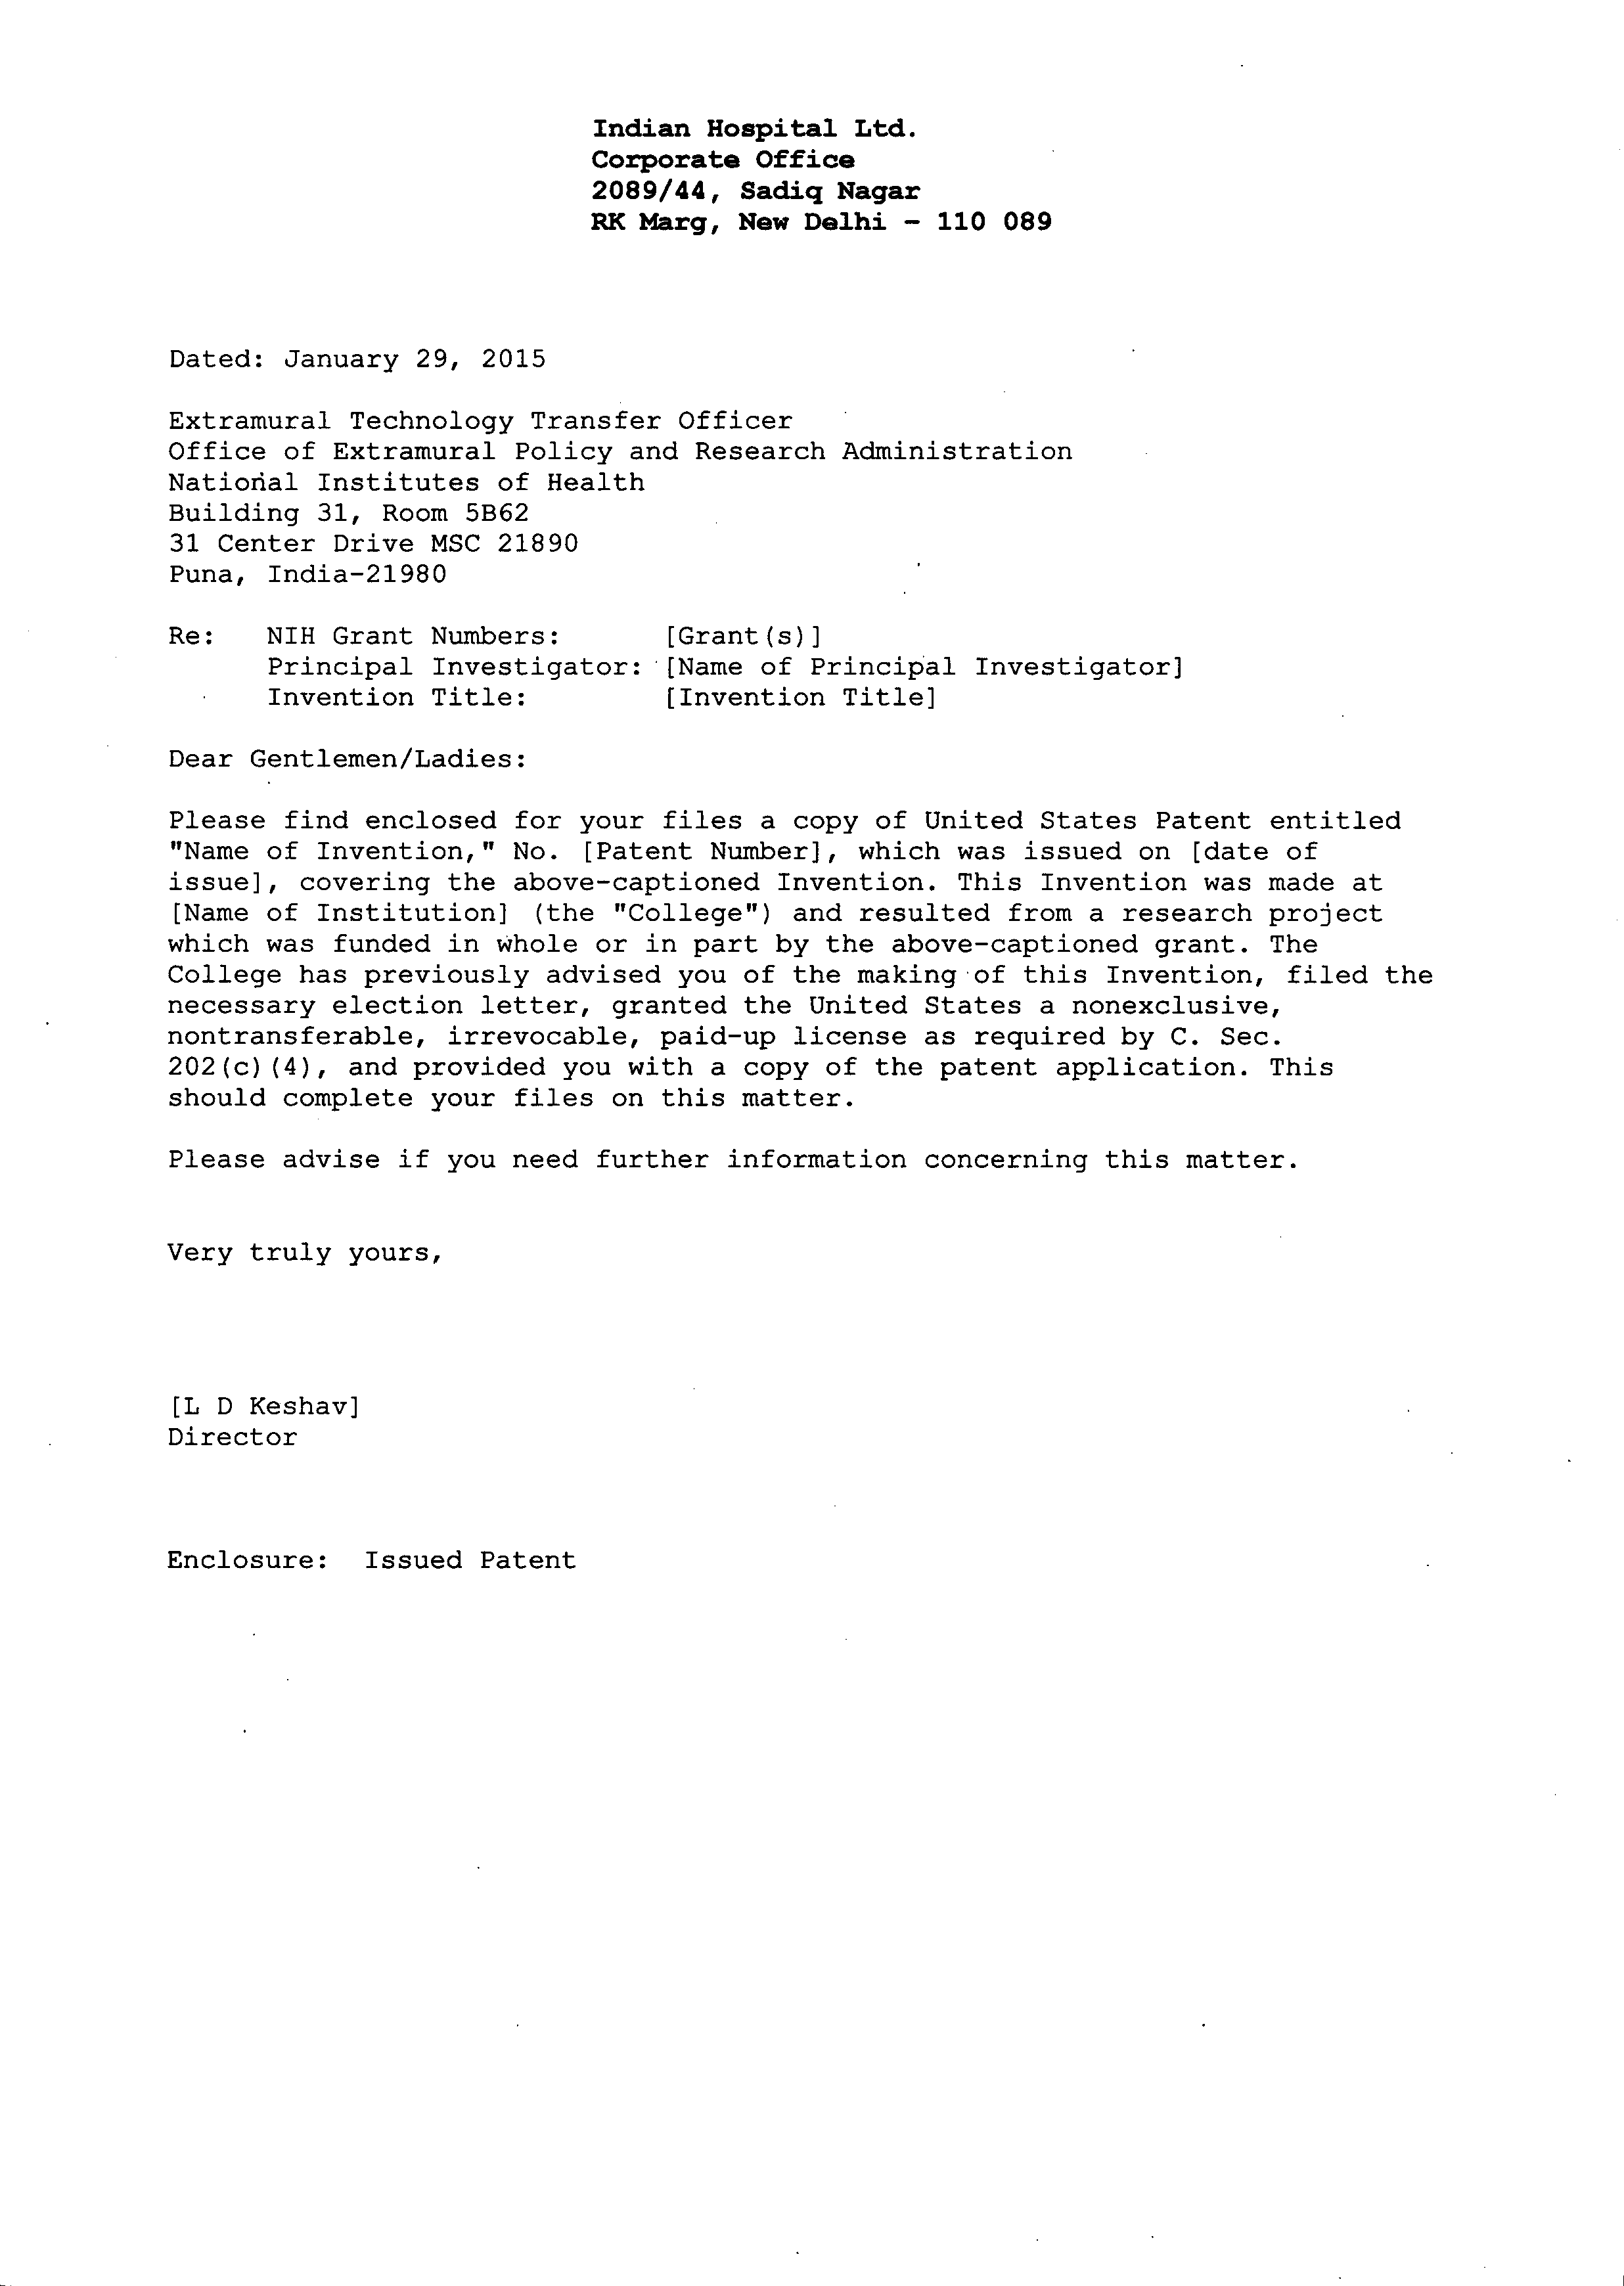 Indian Hospital Ltd.
Corporate Office
2089/44, Sadiq Nagar
RK Marg, New Delhi - 110 089
Dated: January 29, 2015
Extramural Technology Transfer Officer
Office of Extramural Policy and Research Administration
National Institutes of Health
Building 31, Room 5B62
31 Center Drive MSC 21890
Puna, India-21980
Re: NIH Grant Numbers: [Grant(s)]
Principal Investigator: [Name of Principal Investigator]
Invention Title: [Invention Title]
Dear Gentlemen/Ladies:
Please find enclosed for your files a copy of United States Patent entitled
"Name of Invention," No. [Patent Number], which was issued on [date of
issue], covering the above-captioned Invention. This Invention was made at
[Name of Institution] (the "College") and resulted from a research project
which was funded in whole or in part by the above-captioned grant. The
College has previously advised you of the making of this Invention, filed the
necessary election letter, granted the United States a nonexclusive,
nontransferable, irrevocable, paid-up license as required by C. Sec.
202(c)(4), and provided you with a copy of the patent application. This
should complete your files on this matter.
Please advise if you need further information concerning this matter.
Very truly yours,
[L D Keshav]
Director
Enclosure: Issued Patent